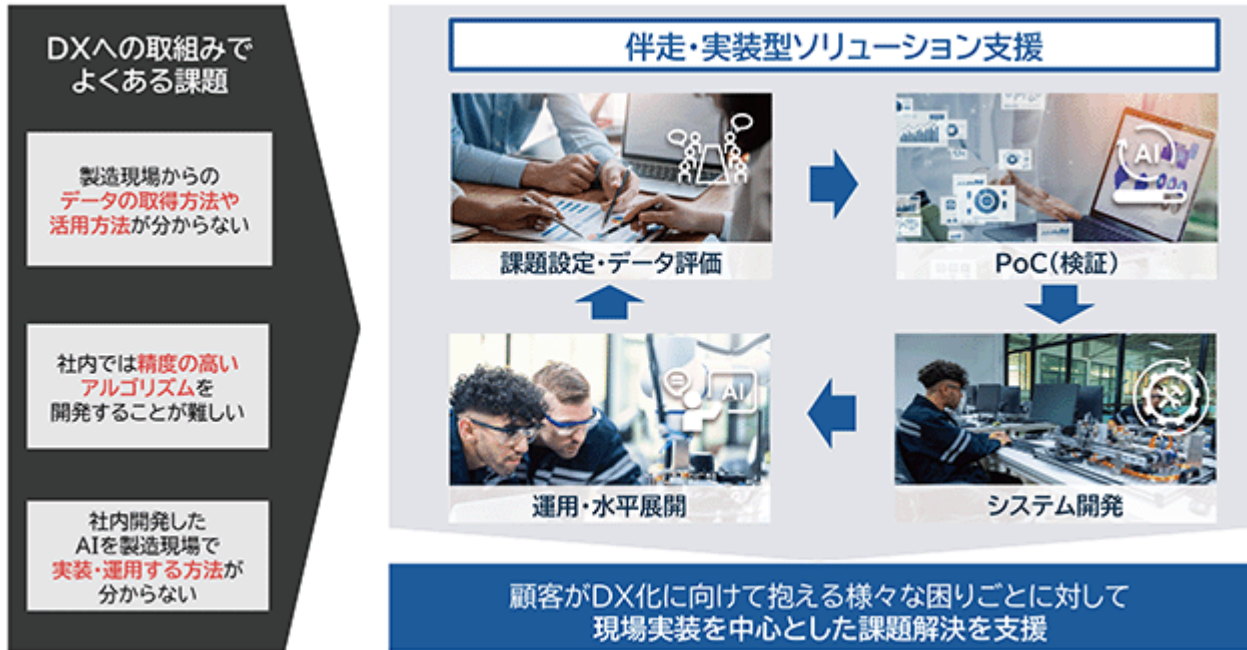 DXへの取組みで
よくある課題
製造現場からの
データの取得方法や
活用方法が分からない
社内では精度の高い
アルゴリズムを
開発することが難しい
社内開発した
AIを製造現場で
実装・運用する方法が
分からない
伴走・実装型ソリューション支援
課題設定・データ評価
AI
PoC(検証)
AI
運用・水平展開
システム開発
顧客がDX化に向けて抱える様々な困りごとに対して
現場実装を中心とした課題解決を支援